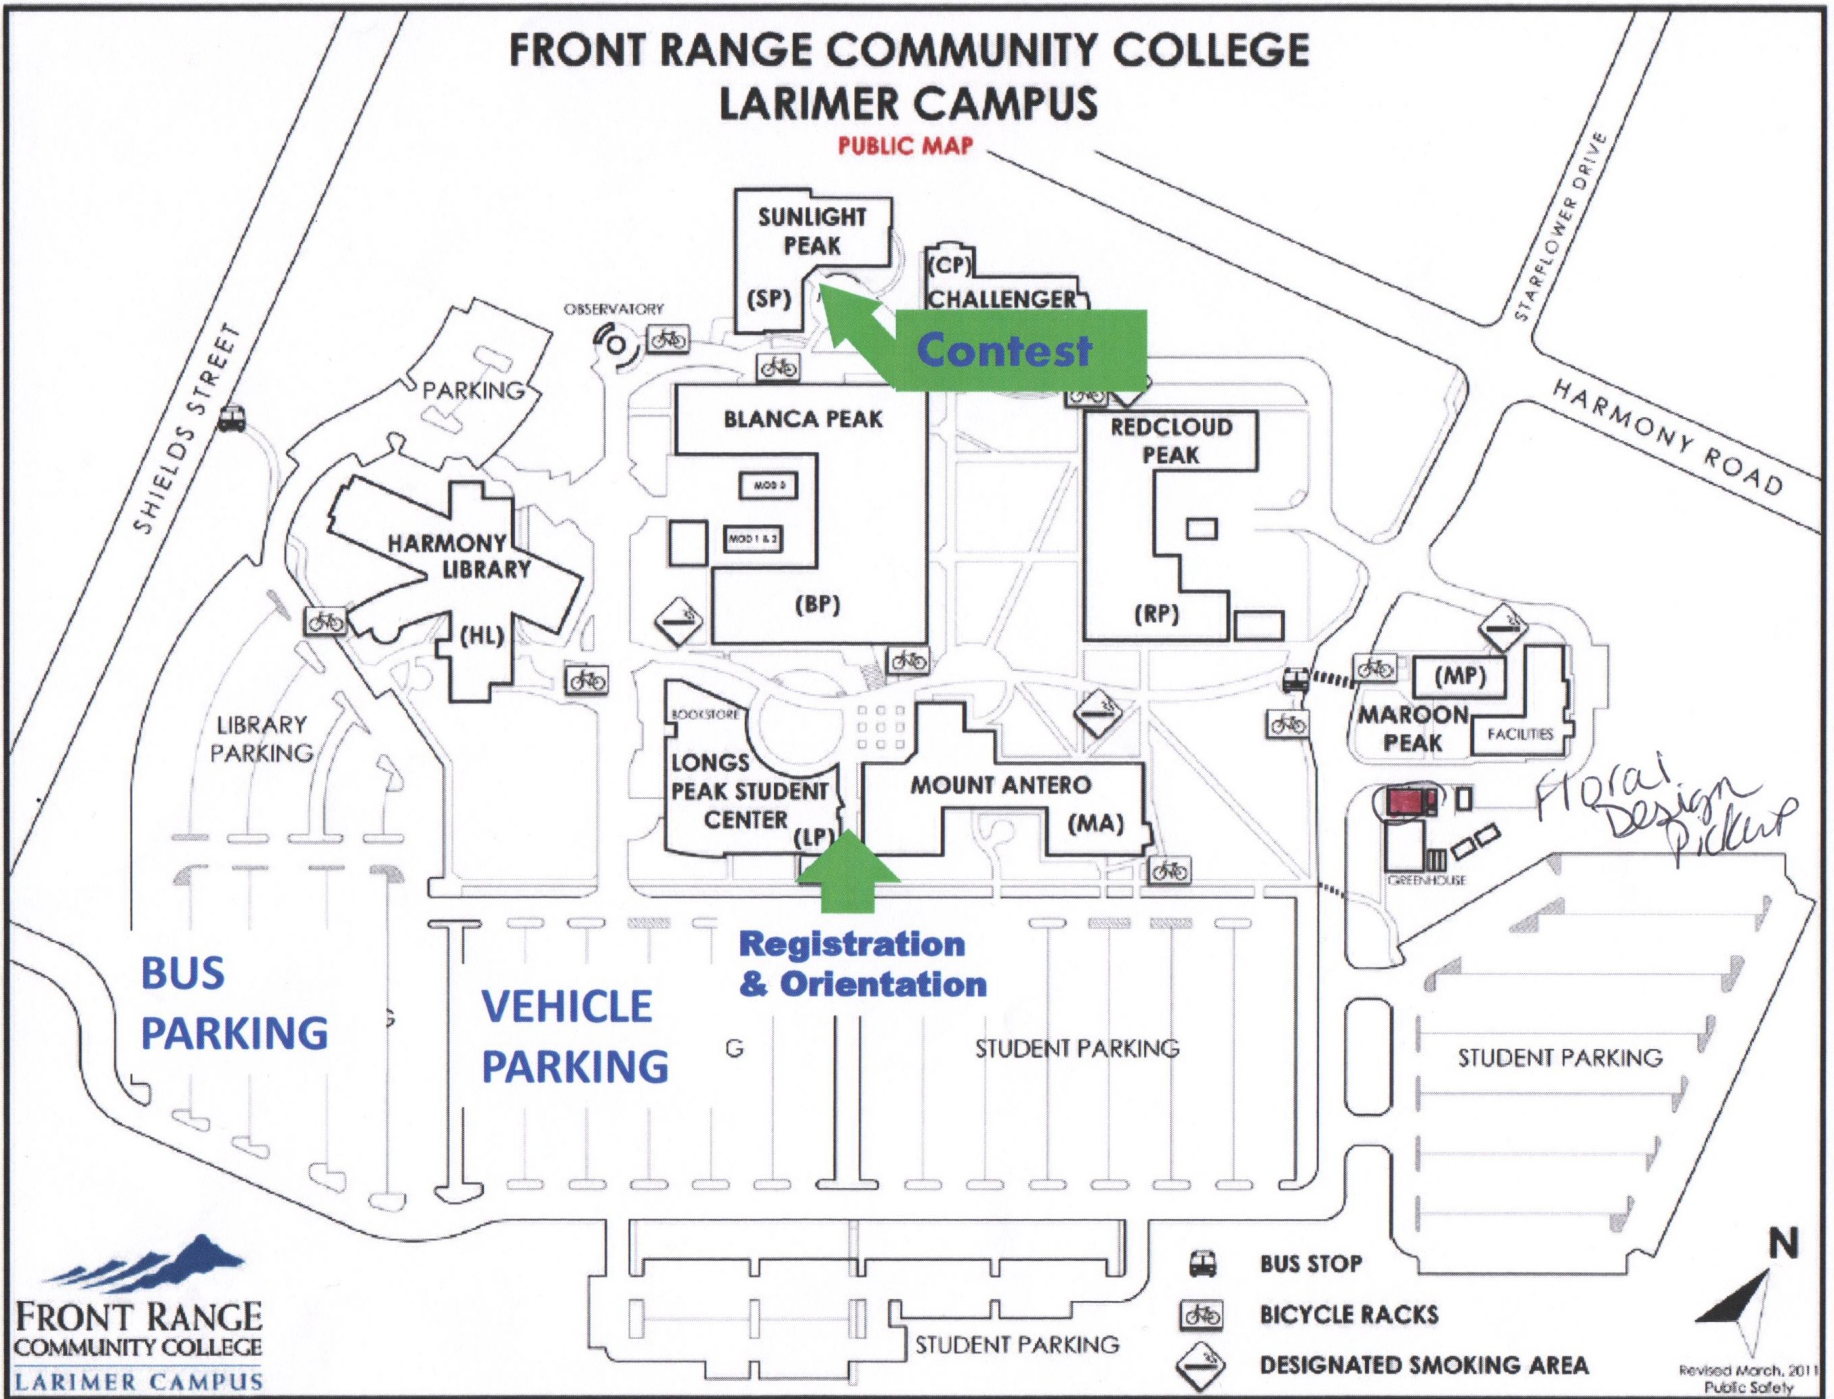 FRONT RANGE COMMUNITY COLLEGE
LARIMER CAMPUS
PUBLIC MAP
SUNLIGHT
PEAK
(SP)
(CP)
CHALLENGER
Contest
OBSERVATORY
PARKING
SHIELDS STREET
STARFLOWER DRIVE
HARMONY ROAD
BLANCA PEAK
MOD 3
MOD 1 & 2
(BP)
REDCLOUD
PEAK
(RP)
HARMONY
LIBRARY
(HL)
LIBRARY
PARKING
BOOKSTORE
LONGS
PEAK STUDENT
CENTER
(LP)
MOUNT ANTERO
(MA)
(MP)
MAROON
PEAK
FACILITIES
Floral
Design
Pickup
GREENHOUSE
Registration
& Orientation
BUS
PARKING
G
VEHICLE
PARKING
G
STUDENT PARKING
STUDENT PARKING
STUDENT PARKING
BUS STOP
BICYCLE RACKS
DESIGNATED SMOKING AREA
N
Revised March, 2011
Public Safety
FRONT RANGE
COMMUNITY COLLEGE
LARIMER CAMPUS